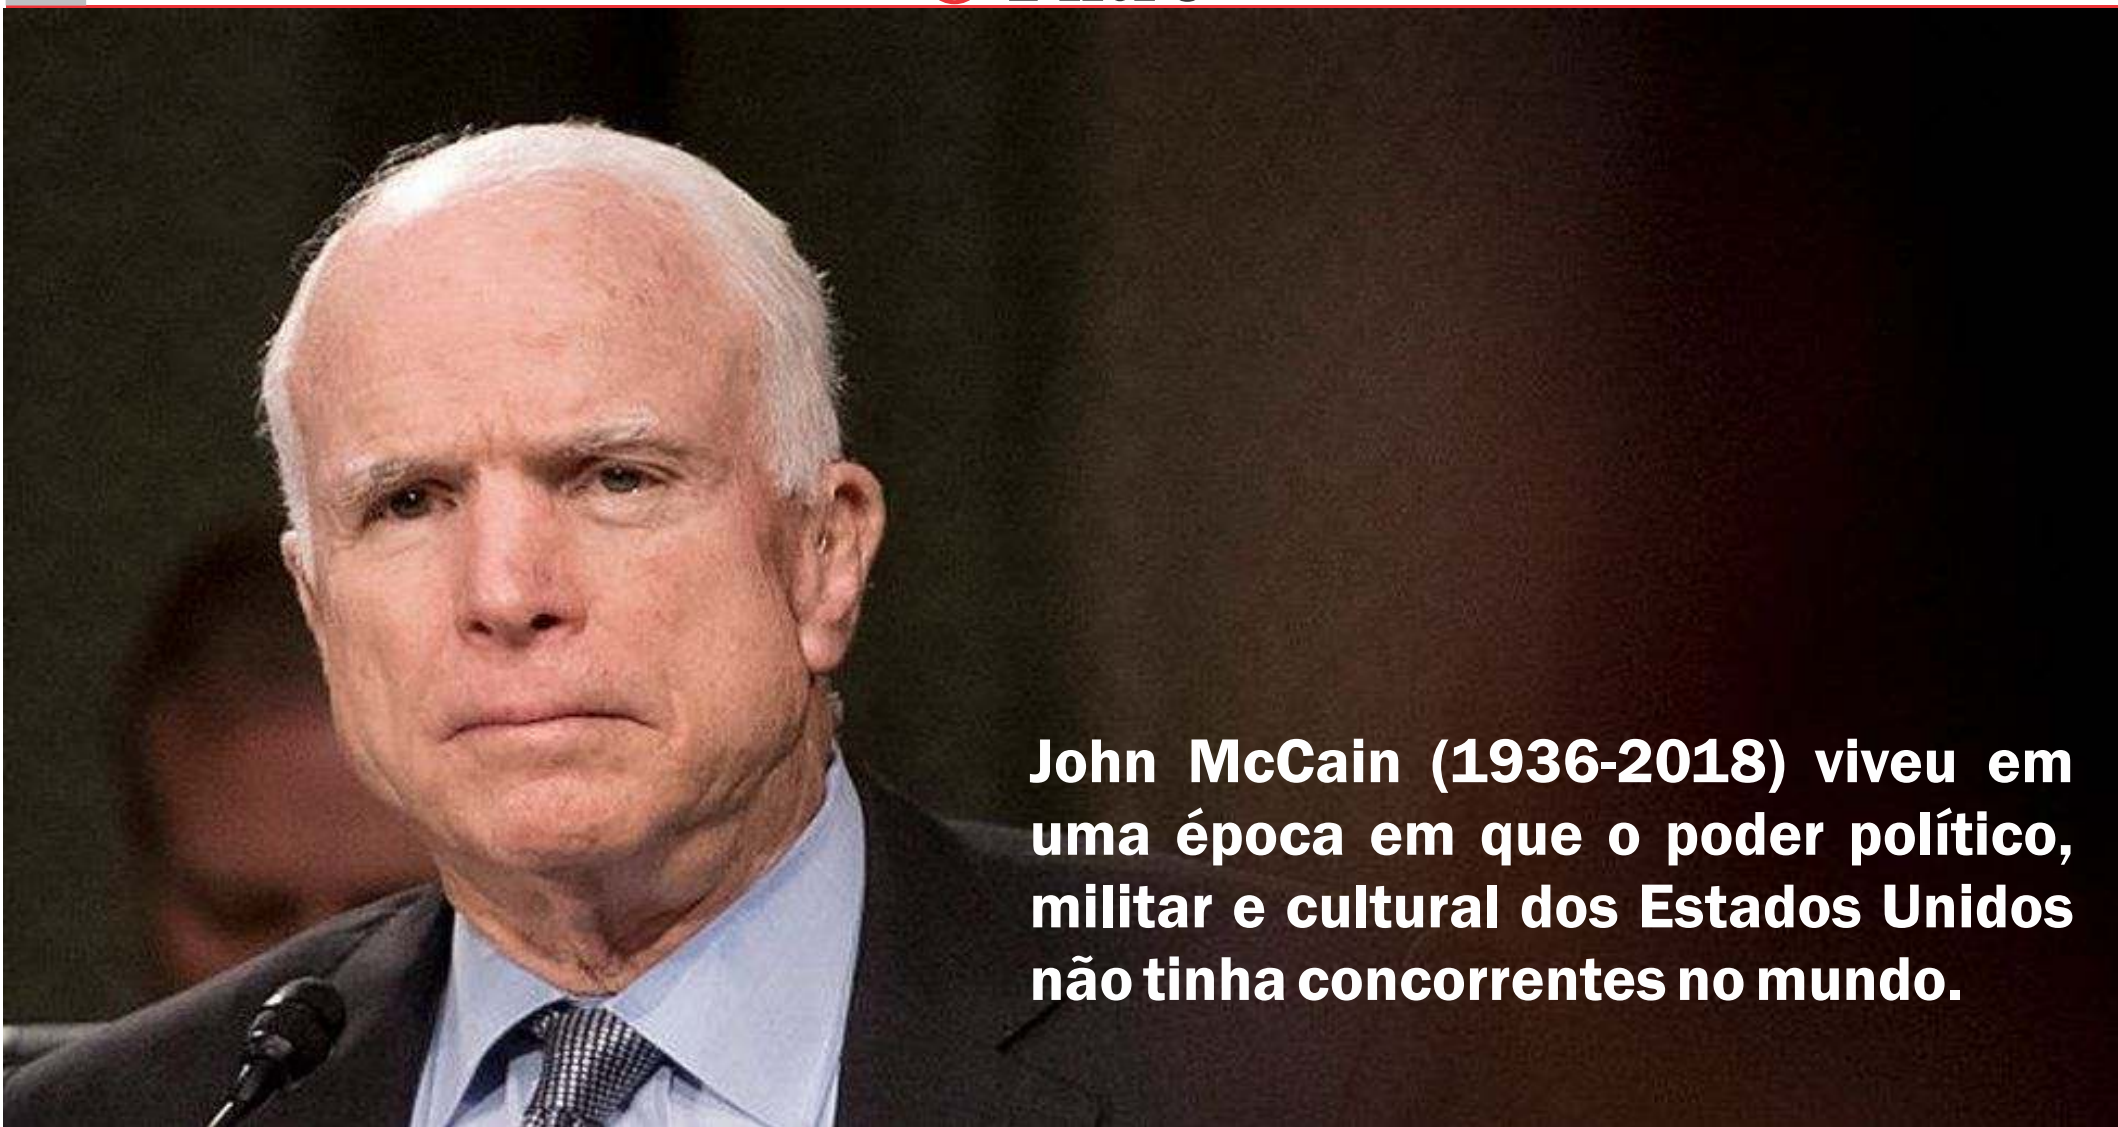 John McCain (1936-2018) viveu em
uma época em que o poder político,
militar e cultural dos Estados Unidos
não tinha concorrentes no mundo.